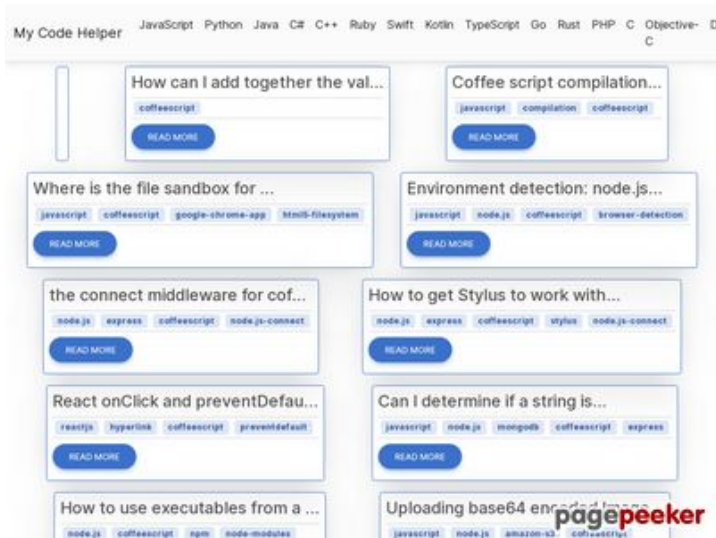 My Code Helper
JavaScript Python Java C# C++ Ruby Swift Kotlin TypeScript Go Rust PHP C Objective-C
How can I add together the val...
coffeescript
READ MORE
Coffee script compilation...
javascript compilation coffeescript
READ MORE
Where is the file sandbox for ...
javascript coffeescript google-chrome-app html5-filesystem
READ MORE
Environment detection: node.js...
javascript node.js coffeescript browser-detection
READ MORE
the connect middleware for cof...
node.js express coffeescript node.js-connect
READ MORE
How to get Stylus to work with...
node.js express coffeescript stylus node.js-connect
READ MORE
React onClick and preventDefau...
reactjs hyperlink coffeescript preventdefault
READ MORE
Can I determine if a string is...
javascript node.js mongodb coffeescript express
READ MORE
How to use executables from a ...
node.js coffeescript npm node-modules
Uploading base64 encoded Image...
javascript node.js amazon-s3 coffeescript
pagepeeker